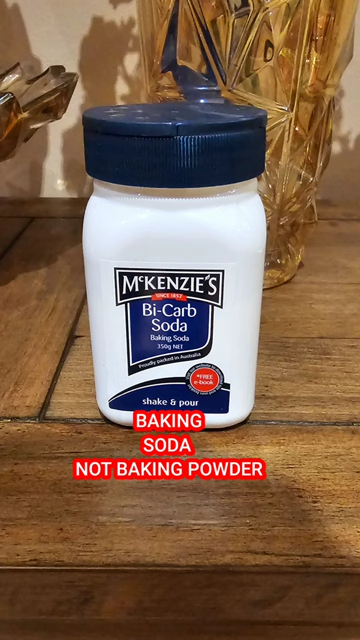 McKENZIE'S
SINCE 1852
Bi-Carb
Soda
Baking Soda
350g NET
Proudly packed in Australia
*FREE
e-book
shake & pour
BAKING
SODA
NOT BAKING POWDER